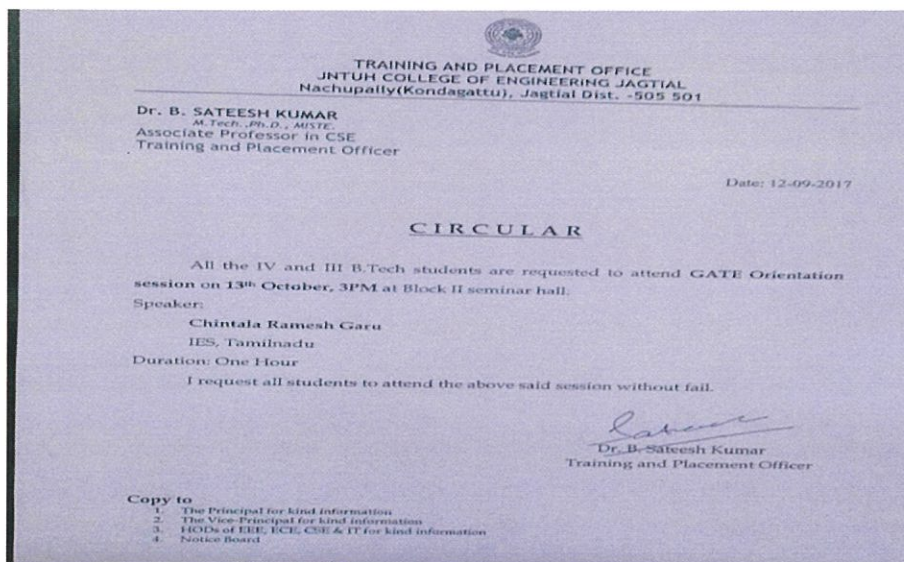 TRAINING AND PLACEMENT OFFICE
JNTUH COLLEGE OF ENGINEERING JAGTIAL
Nachupally(Kondagattu), Jagtial Dist. -505 501
Dr. B. SATEESH KUMAR
M.Tech.,Ph.D., MISTE.
Associate Professor in CSE
Training and Placement Officer
Date: 12-09-2017
CIRCULAR
All the IV and III B.Tech students are requested to attend GATE Orientation
session on 13th October, 3PM at Block II seminar hall.
Speaker:
Chintala Ramesh Garu
IES, Tamilnadu
Duration: One Hour
I request all students to attend the above said session without fail.
Dr. B. Sateesh Kumar
Training and Placement Officer
Copy to
1. The Principal for kind information
2. The Vice-Principal for kind information
3. HODs of EEE, ECE, CSE & IT for kind information
4. Notice Board